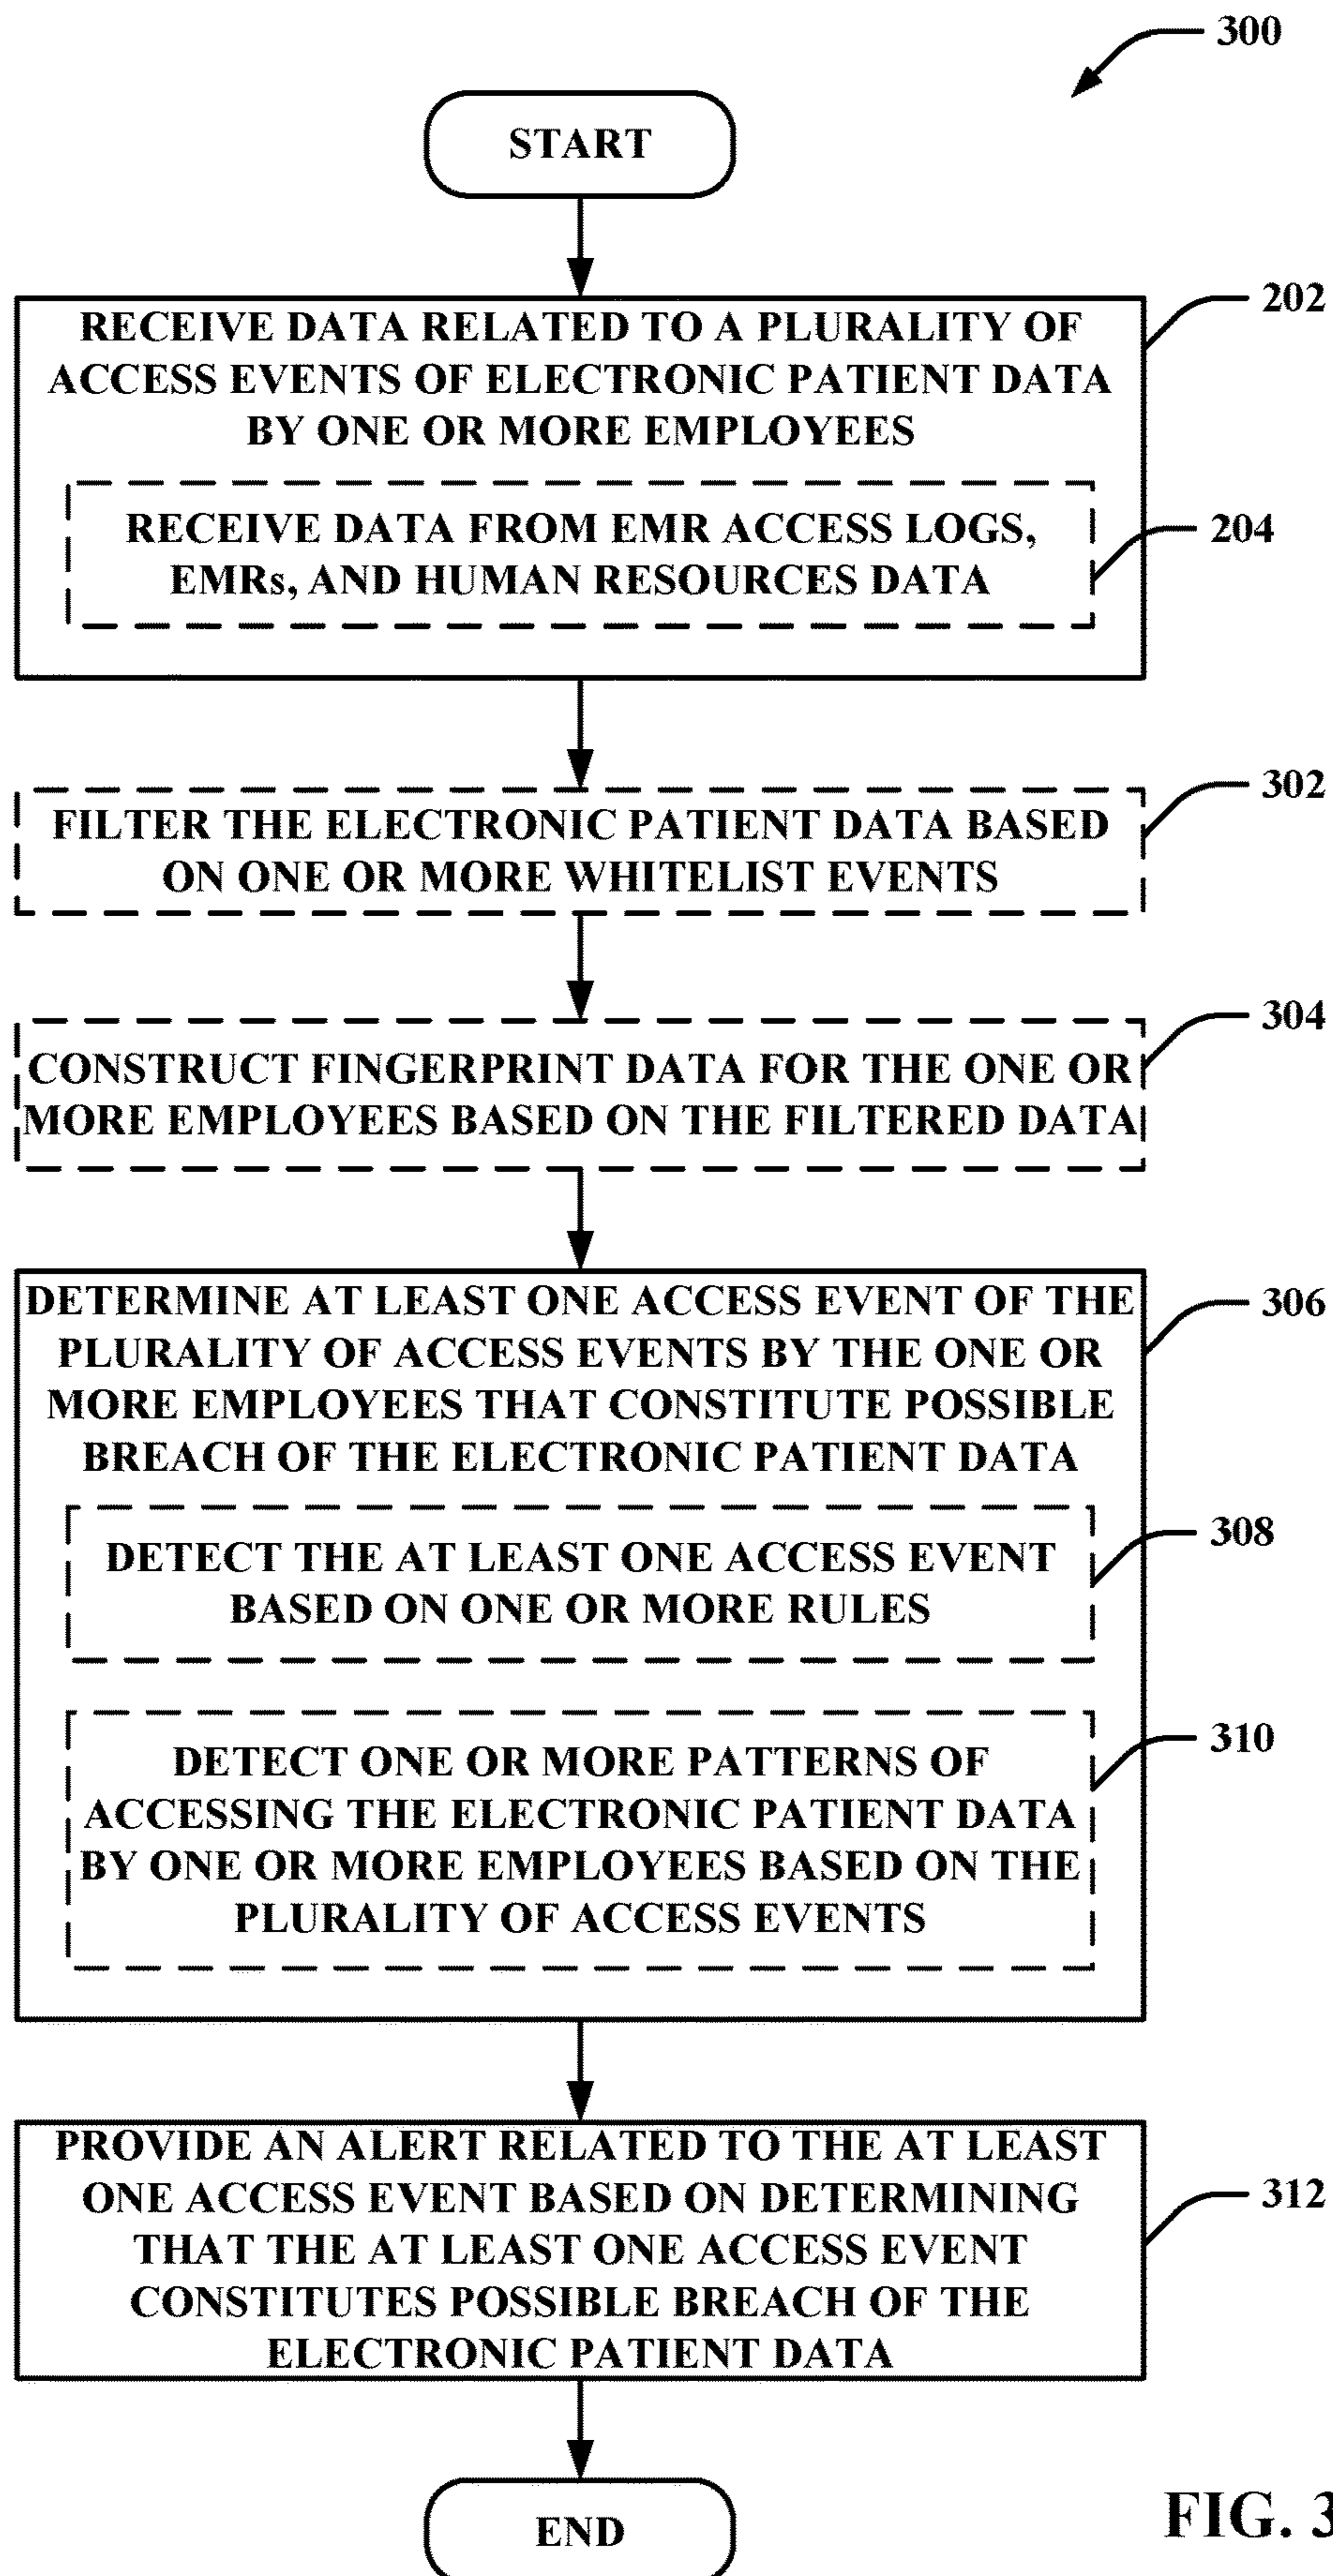 300
START
202
RECEIVE DATA RELATED TO A PLURALITY OF
ACCESS EVENTS OF ELECTRONIC PATIENT DATA
BY ONE OR MORE EMPLOYEES
RECEIVE DATA FROM EMR ACCESS LOGS,
EMRs, AND HUMAN RESOURCES DATA
204
302
FILTER THE ELECTRONIC PATIENT DATA BASED
ON ONE OR MORE WHITELIST EVENTS
304
CONSTRUCT FINGERPRINT DATA FOR THE ONE OR
MORE EMPLOYEES BASED ON THE FILTERED DATA
DETERMINE AT LEAST ONE ACCESS EVENT OF THE
PLURALITY OF ACCESS EVENTS BY THE ONE OR
MORE EMPLOYEES THAT CONSTITUTE POSSIBLE
BREACH OF THE ELECTRONIC PATIENT DATA
306
DETECT THE AT LEAST ONE ACCESS EVENT
BASED ON ONE OR MORE RULES
308
DETECT ONE OR MORE PATTERNS OF
ACCESSING THE ELECTRONIC PATIENT DATA
BY ONE OR MORE EMPLOYEES BASED ON THE
PLURALITY OF ACCESS EVENTS
310
PROVIDE AN ALERT RELATED TO THE AT LEAST
ONE ACCESS EVENT BASED ON DETERMINING
THAT THE AT LEAST ONE ACCESS EVENT
CONSTITUTES POSSIBLE BREACH OF THE
ELECTRONIC PATIENT DATA
312
END
FIG. 3